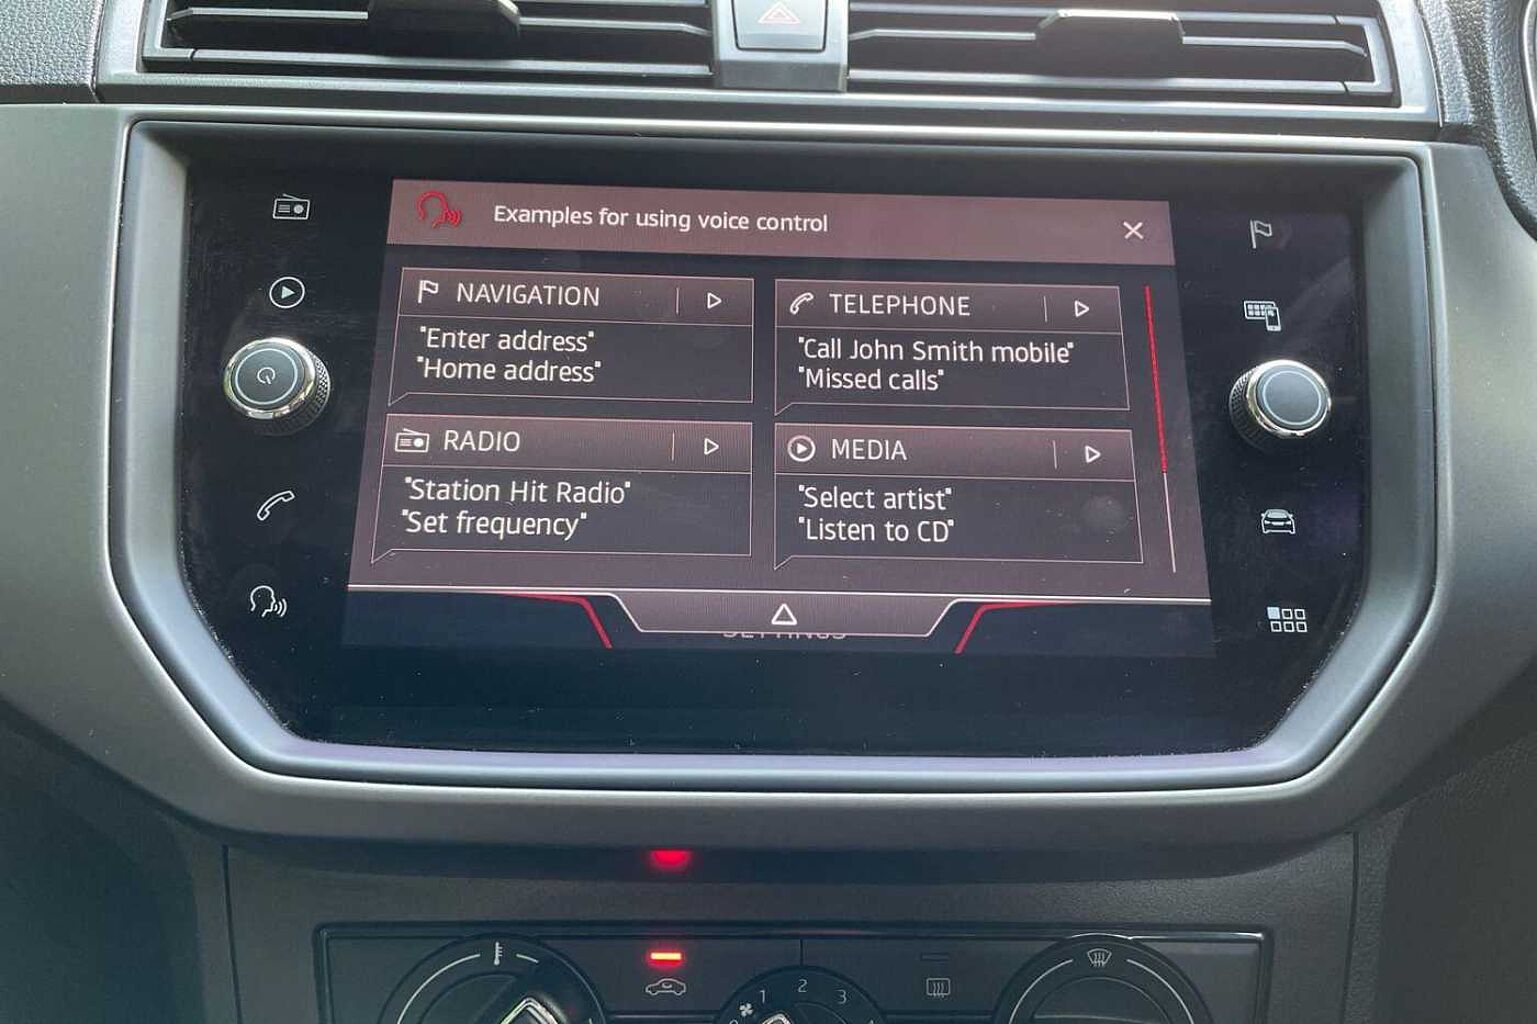 Examples for using voice control
NAVIGATION
"Enter address"
"Home address"
TELEPHONE
"Call John Smith mobile"
"Missed calls"
RADIO
"Station Hit Radio"
"Set frequency"
MEDIA
"Select artist"
"Listen to CD"
SETTINGS
1 2 3